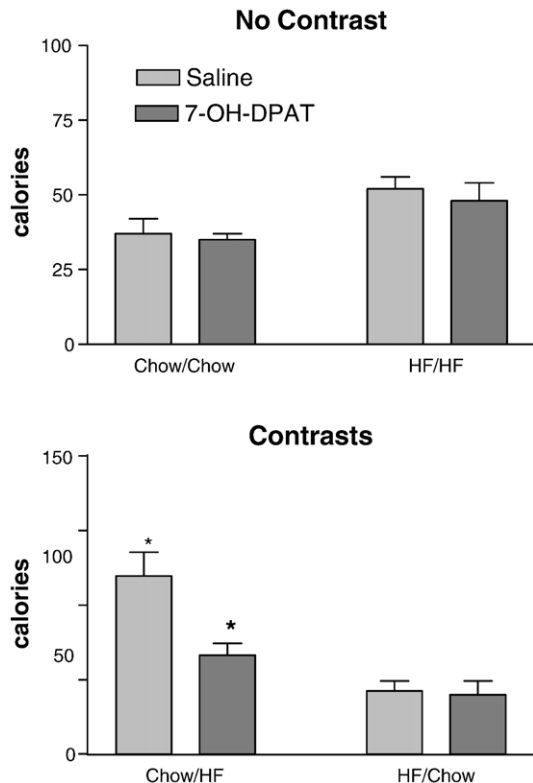 No Contrast
100
75
50
25
0
calories
Saline
7-OH-DPAT
Chow/Chow HF/HF
Contrasts
150
100
50
0
calories
*
*
Chow/HF HF/Chow